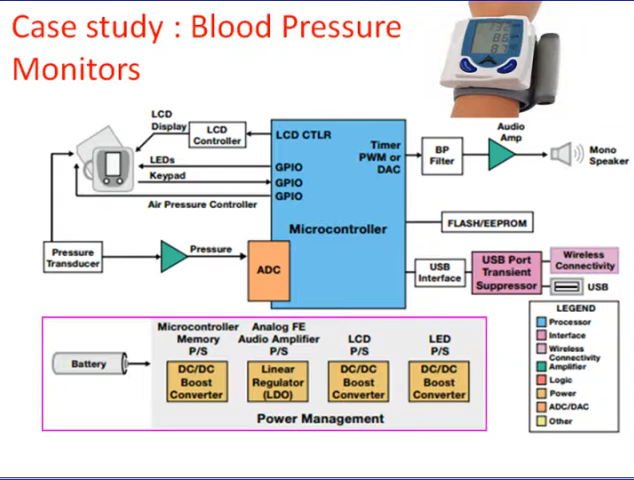 Case study : Blood Pressure
Monitors
132
86
87
LCD
Display
LCD
Controller
LCD CTLR
LEDs
Keypad
GPIO
GPIO
GPIO
Air Pressure Controller
Timer
PWM or
DAC
BP
Filter
Audio
Amp
Mono
Speaker
Microcontroller
FLASH/EEPROM
Pressure
Transducer
Pressure
ADC
USB
Interface
USB Port
Transient
Suppressor
Wireless
Connectivity
USB
LEGEND
Processor
Interface
Wireless
Connectivity
Amplifier
Logic
Power
ADC/DAC
Other
Battery
Microcontroller
Memory
P/S
DC/DC
Boost
Converter
Analog FE
Audio Amplifier
P/S
Linear
Regulator
(LDO)
LCD
P/S
DC/DC
Boost
Converter
LED
P/S
DC/DC
Boost
Converter
Power Management